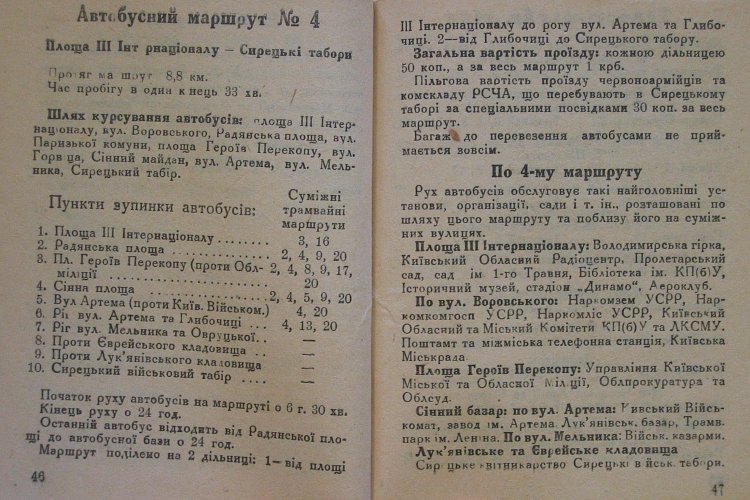 Автобусний маршрут № 4
Площа III Інт рнаціоналу — Сирецькі табори
Протяг ма шрут 8,8 км.
Час пробігу в один к нець 33 хв.
Шлях курсування автобусів: площа III Інтер-
націоналу, вул. Воровського, Радянська площа, вул.
Паризької комуни, площа Героїв Перекопу, вул.
Горв ца, Сінний майдан, вул. Артема, вул. Мель-
ника, Сирецький табір.
Пункти зупинки автобусів:
Суміжні
трамвайні
маршрути
1. Площа III Інтернаціоналу ........ 3, 16
2. Радянська площа ............ 2, 4, 9, 20
3. Пл. Героїв Перекопу (проти Обл- 2, 4, 8, 9, 17,
міліції ................ 20
4. Сіння площа ............ 2, 4, 5, 9, 20
5. Вул Артема (проти Київ. Військом.) 4, 20
6. Ріг вул. Артема та Глибочиці ... 4, 13, 20
7. Ріг вул. Мельника та Овруцької.. —
8. Проти Єврейського кладовища .. —
9. Проти Лук'янівського кладовища —
10. Сирецький військовий табір .... —
Початок руху автобусів на маршруті о 6 г. 30 хв.
Кінець руху о 24 год.
Останній автобус відходить від Радянської пло-
щі до автобусної бази о 24 год.
Маршрут поділено на 2 дільниці: 1—від площі
46
III Інтернаціоналу до рогу вул. Артема та Глибо-
чиці. 2—від Глибочиці до Сирецького табору.
Загальна вартість проїзду: кожною дільницею
50 коп., а за весь маршрут 1 крб.
Пільгова вартість проїзду червоноармійців та
комскладу РСЧА, що перебувають в Сирецькому
таборі за спеціальними посвідками 30 коп. за весь
маршрут.
Багаж до перевезення автобусами не прий-
мається зовсім.
По 4-му маршруту
Рух автобусів обслуговує такі найголовніші ус-
танови, організації, сади і т. ін., розташовані по
шляху цього маршруту та поблизу його на суміж-
них вулицях.
Площа III Інтернаціоналу: Володимирська гірка,
Київський Обласний Радіоцентр, Пролетарський
сад, сад ім 1-го Травня, Бібліотека ім. КП(б)У,
Історичний музей, стадіон „Динамо", Аероклуб.
По вул. Воровського: Наркомзем УСРР, Нар-
комкомгосп УСРР, Наркомліс УСРР, Київський
Обласний та Міський Комітети КП(б)У та ЛКСМУ.
Поштамт та міжміська телефонна станція, Київська
Міськрада.
Площа Героїв Перекопу: Управління Київської
Міської та Обласної Міліції, Облпрокуратура та
Облсуд.
Сінний базар: по вул. Артема: Київський Війсь-
комат, завод ім. Артема. Лук'янівськ. базар, Трамв.
парк ім. Леніна. По вул. Мельника: Військ. казарми.
Лук'янівське та Єврейське кладовища
Сирецьке квітникарство Сирецькі військ. табори.
47